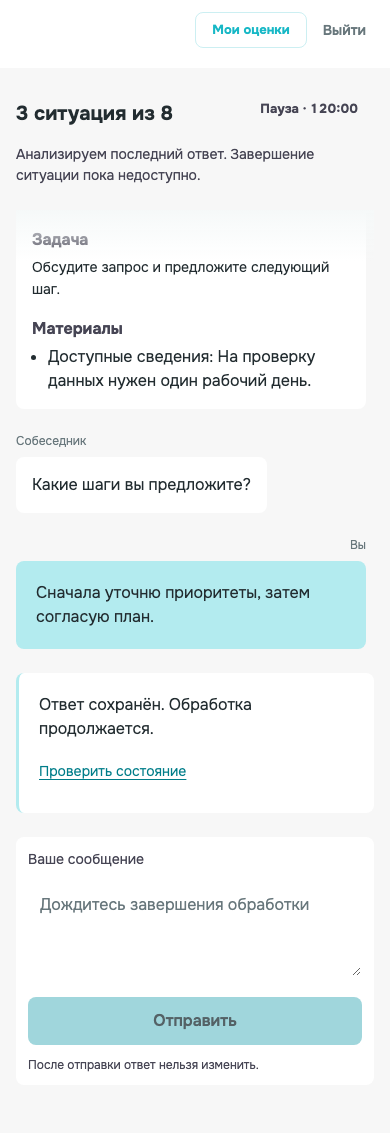 Мои оценки
Выйти
3 ситуация из 8
Пауза · 120:00
Анализируем последний ответ. Завершение
ситуации пока недоступно.
Задача
Обсудите запрос и предложите следующий
шаг.
Материалы
• Доступные сведения: На проверку
данных нужен один рабочий день.
Собеседник
Какие шаги вы предложите?
Вы
Сначала уточню приоритеты, затем
согласую план.
Ответ сохранён. Обработка
продолжается.
Проверить состояние
Ваше сообщение
Дождитесь завершения обработки
Отправить
После отправки ответ нельзя изменить.